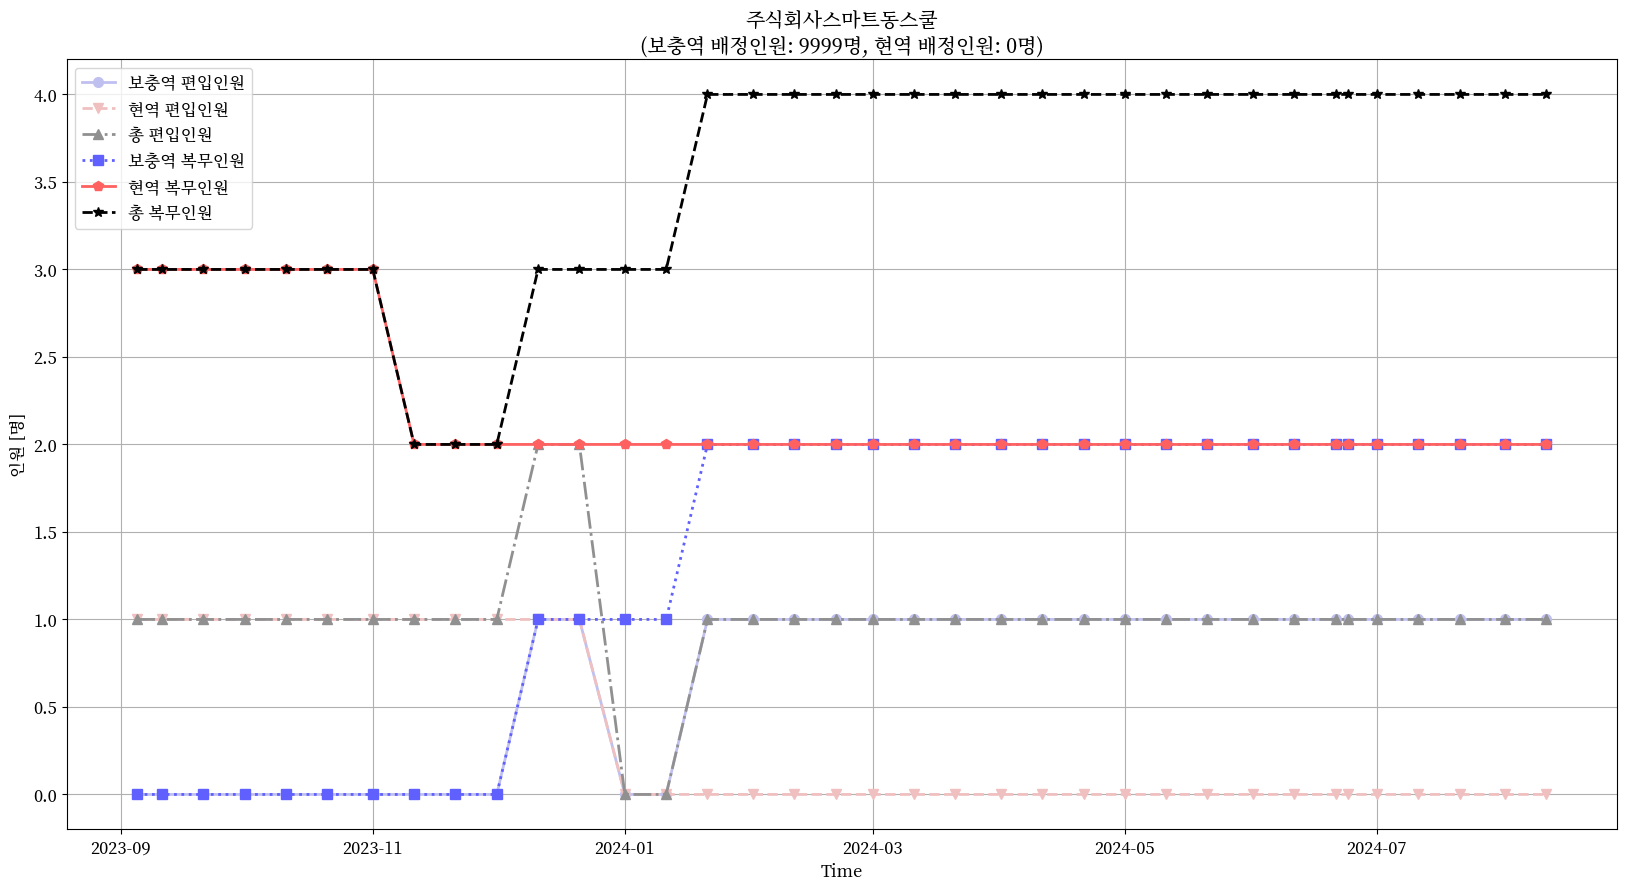 주식회사스마트동스쿨
(보충역 배정인원: 9999명, 현역 배정인원: 0명)
보충역 편입인원
현역 편입인원
총 편입인원
보충역 복무인원
현역 복무인원
총 복무인원
인원 [명]
4.0
3.5
3.0
2.5
2.0
1.5
1.0
0.5
0.0
2023-09
2023-11
2024-01
2024-03
2024-05
2024-07
Time